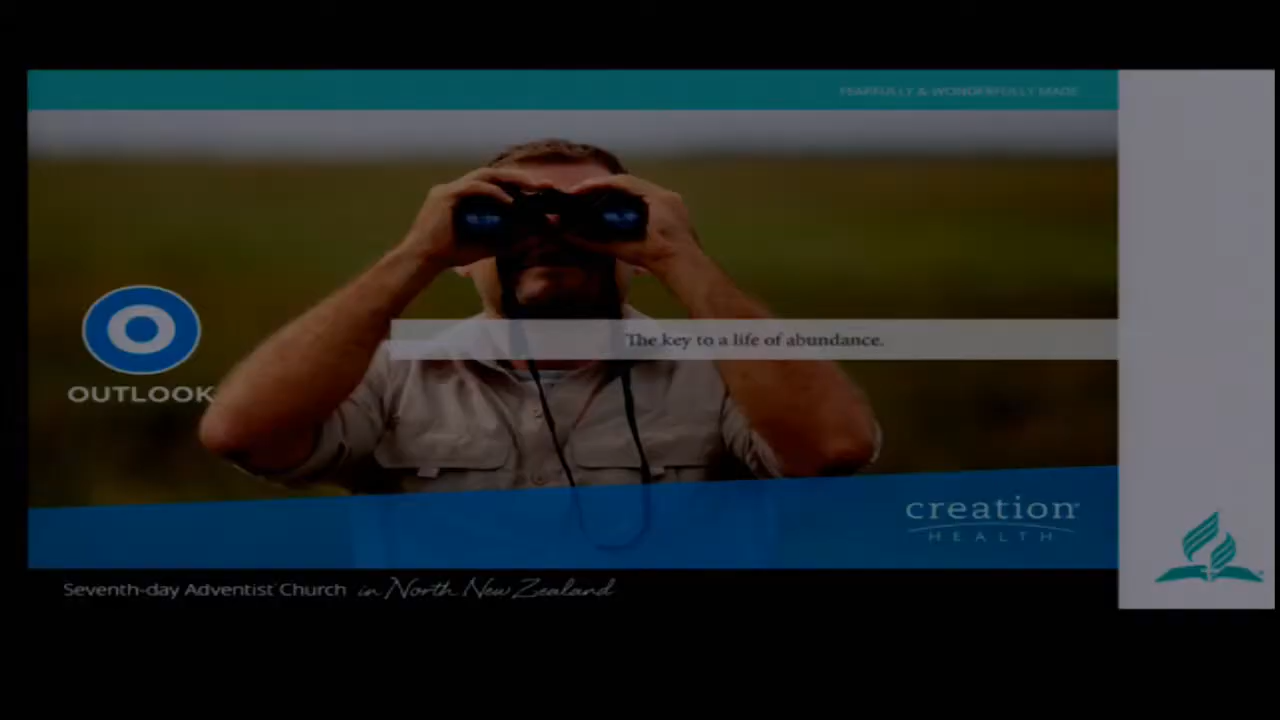 FEARFULLY & WONDERFULLY MADE
The key to a life of abundance.
OUTLOOK
creation
HEALTH
Seventh-day Adventist Church in North New Zealand